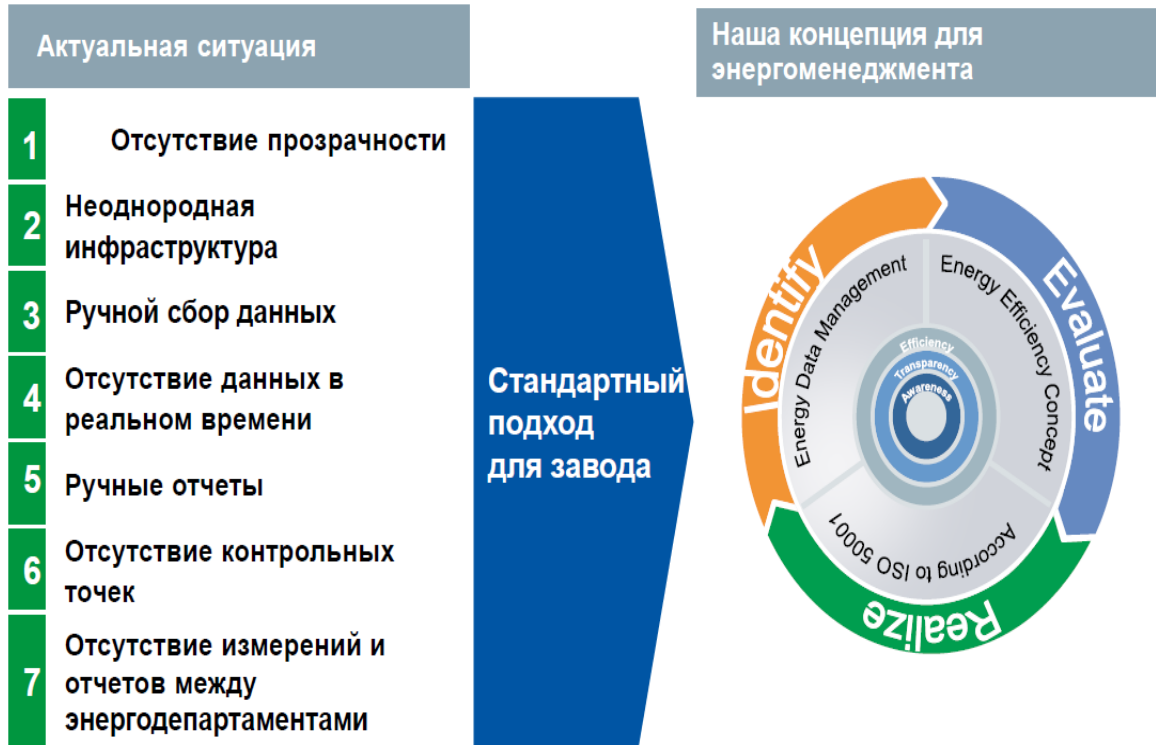 Актуальная ситуация
Наша концепция для
энергоменеджмента
1
Отсутствие прозрачности
2
Неоднородная
инфраструктура
3
Ручной сбор данных
4
Отсутствие данных в
реальном времени
5
Ручные отчеты
6
Отсутствие контрольных
точек
7
Отсутствие измерений и
отчетов между
энергодепартаментами
Стандартный
подход
для завода
Identify
Evaluate
Realize
Energy Data Management
Energy Efficiency Concept
According to ISO 50001
Efficiency
Transparency
Awareness